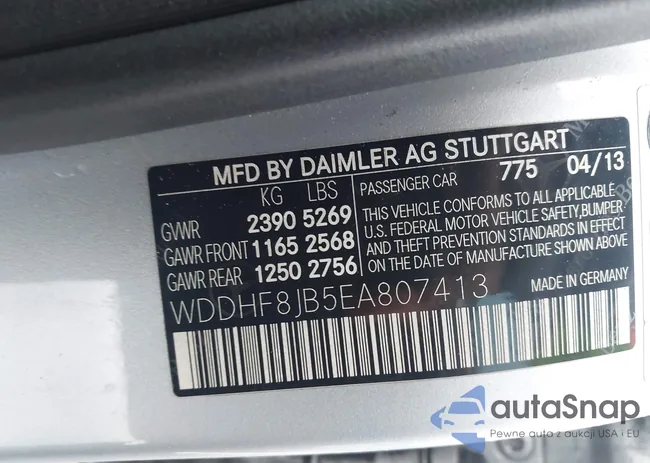 MFD BY DAIMLER AG STUTTGART
775 04/13
KG LBS
PASSENGER CAR
GVWR 2390 5269
GAWR FRONT 1165 2568
GAWR REAR 1250 2756
THIS VEHICLE CONFORMS TO ALL APPLICABLE
U.S. FEDERAL MOTOR VEHICLE SAFETY, BUMPER
AND THEFT PREVENTION STANDARDS IN EFFECT
ON THE DATE OF MANUFACTURE SHOWN ABOVE
WDDHF8JB5EA807413
MADE IN GERMANY
autaSnap
Pewne auto z aukcji USA i EU